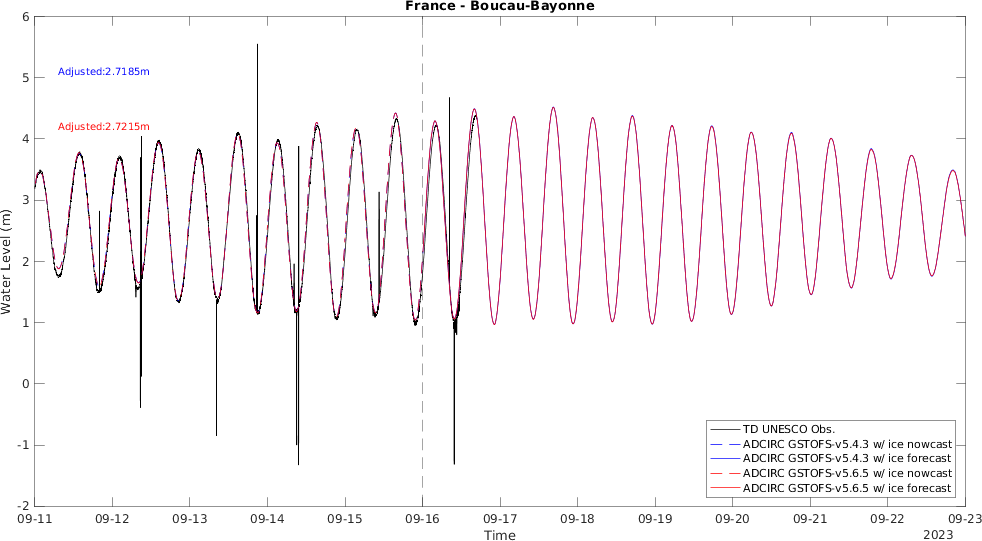 France - Boucau-Bayonne
6
5
4
3
2
1
0
-1
-2
Water Level (m)
Adjusted:2.7185m
Adjusted:2.7215m
TD UNESCO Obs.
ADCIRC GSTOFS-v5.4.3 w/ ice nowcast
ADCIRC GSTOFS-v5.4.3 w/ ice forecast
ADCIRC GSTOFS-v5.6.5 w/ ice nowcast
ADCIRC GSTOFS-v5.6.5 w/ ice forecast
09-11 09-12 09-13 09-14 09-15 09-16 09-17 09-18 09-19 09-20 09-21 09-22 09-23
Time
2023